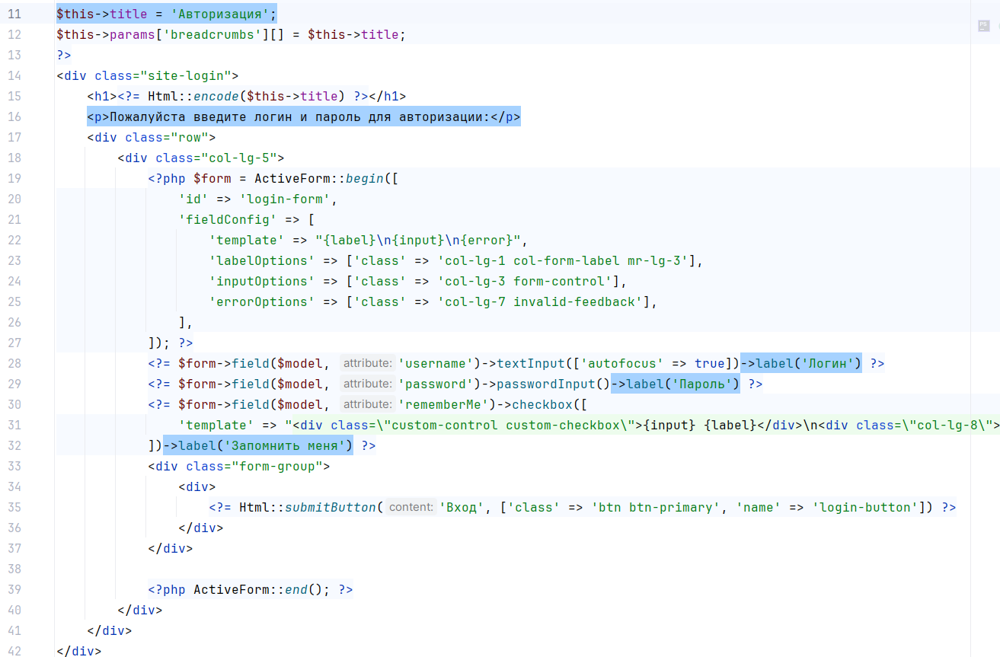 11 $this->title = 'Авторизация';
12 $this->params['breadcrumbs'][] = $this->title;
13 ?>
14 <div class="site-login">
15     <h1><?= Html::encode($this->title) ?></h1>
16     <p>Пожалуйста введите логин и пароль для авторизации:</p>
17     <div class="row">
18         <div class="col-lg-5">
19             <?php $form = ActiveForm::begin([
20                 'id' => 'login-form',
21                 'fieldConfig' => [
22                     'template' => "{label}\n{input}\n{error}",
23                     'labelOptions' => ['class' => 'col-lg-1 col-form-label mr-lg-3'],
24                     'inputOptions' => ['class' => 'col-lg-3 form-control'],
25                     'errorOptions' => ['class' => 'col-lg-7 invalid-feedback'],
26                 ],
27             ]); ?>
28             <?= $form->field($model, attribute: 'username')->textInput(['autofocus' => true])->label('Логин') ?>
29             <?= $form->field($model, attribute: 'password')->passwordInput()->label('Пароль') ?>
30             <?= $form->field($model, attribute: 'rememberMe')->checkbox([
31                 'template' => "<div class=\"custom-control custom-checkbox\">{input} {label}</div>\n<div class=\"col-lg-8\">
32             ])->label('Запомнить меня') ?>
33             <div class="form-group">
34                 <div>
35                     <?= Html::submitButton( content: 'Вход', ['class' => 'btn btn-primary', 'name' => 'login-button']) ?>
36                 </div>
37             </div>
38
39             <?php ActiveForm::end(); ?>
40         </div>
41     </div>
42 </div>